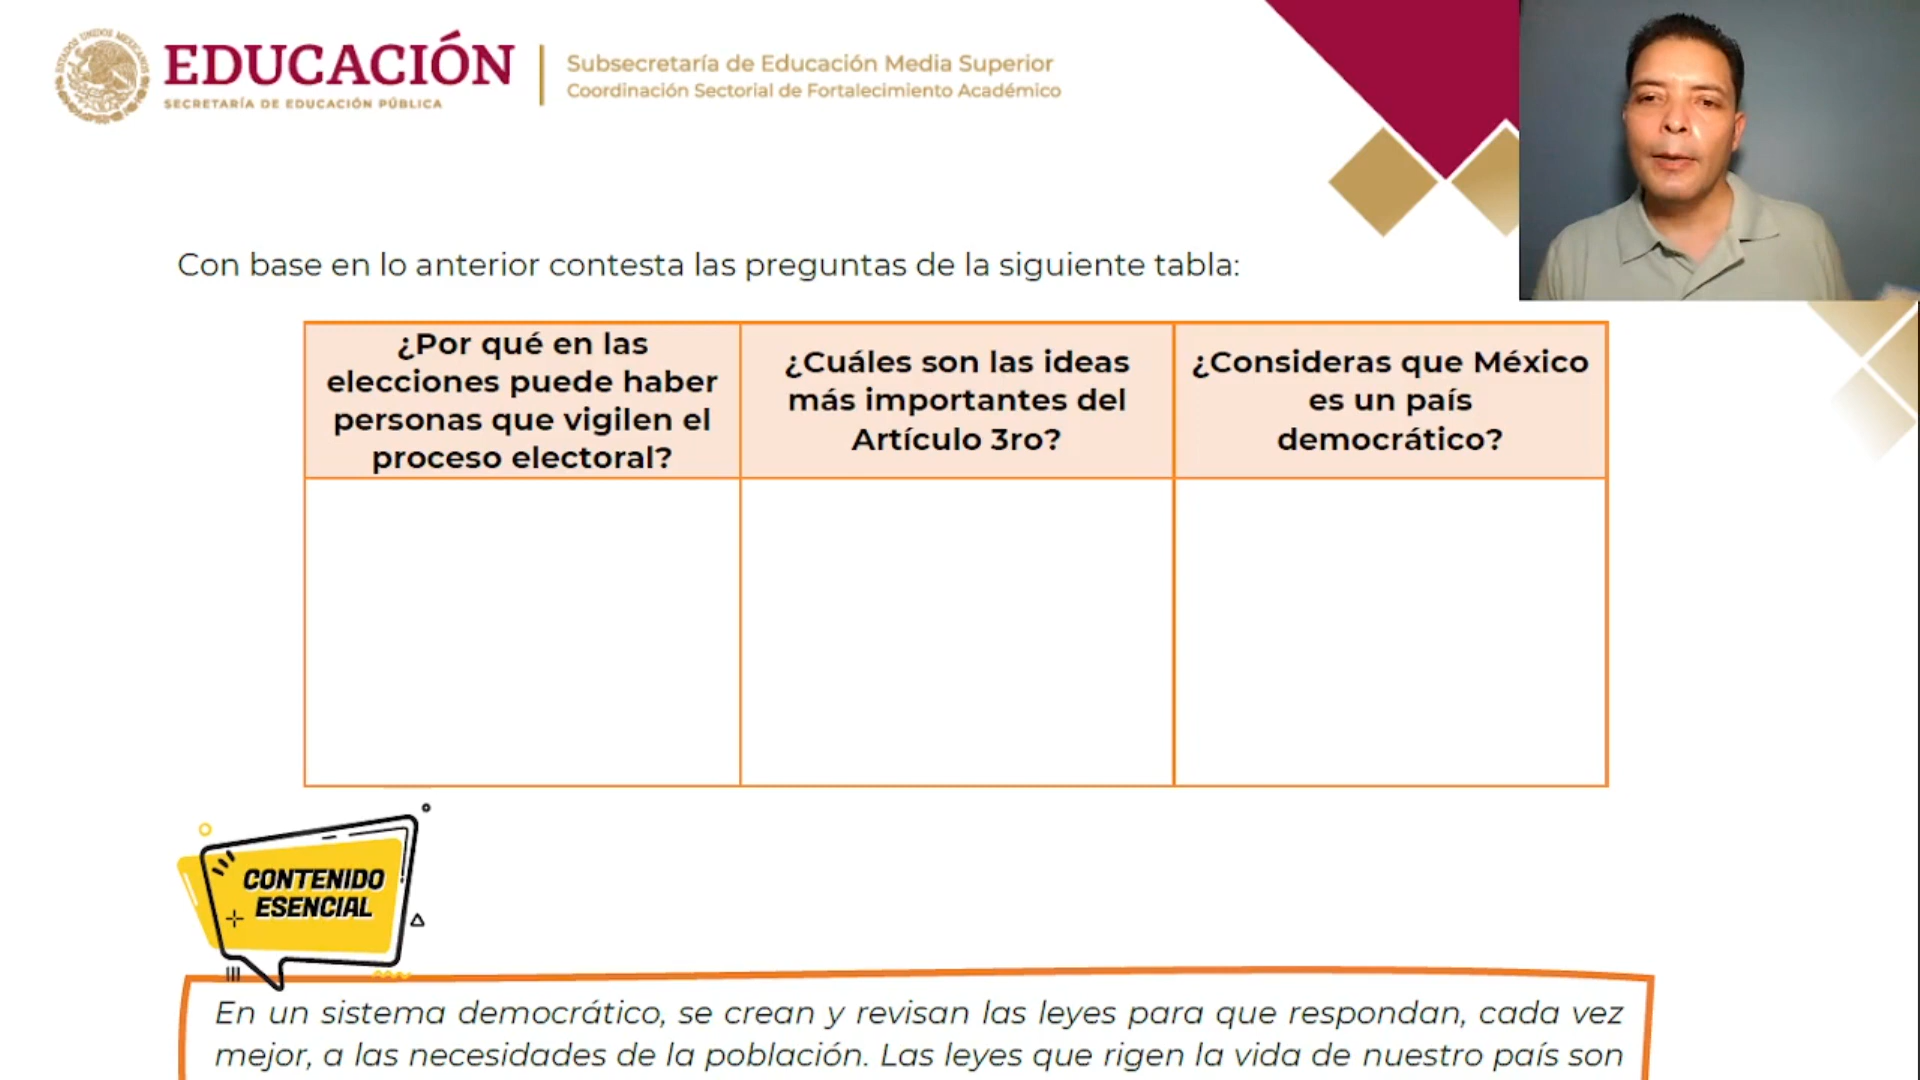 EDUCACIÓN
SECRETARÍA DE EDUCACIÓN PÚBLICA
Subsecretaría de Educación Media Superior
Coordinación Sectorial de Fortalecimiento Académico
Con base en lo anterior contesta las preguntas de la siguiente tabla:
¿Por qué en las
elecciones puede haber
personas que vigilen el
proceso electoral?
¿Cuáles son las ideas
más importantes del
Artículo 3ro?
¿Consideras que México
es un país
democrático?
CONTENIDO
ESENCIAL
En un sistema democrático, se crean y revisan las leyes para que respondan, cada vez
mejor, a las necesidades de la población. Las leyes que rigen la vida de nuestro país son